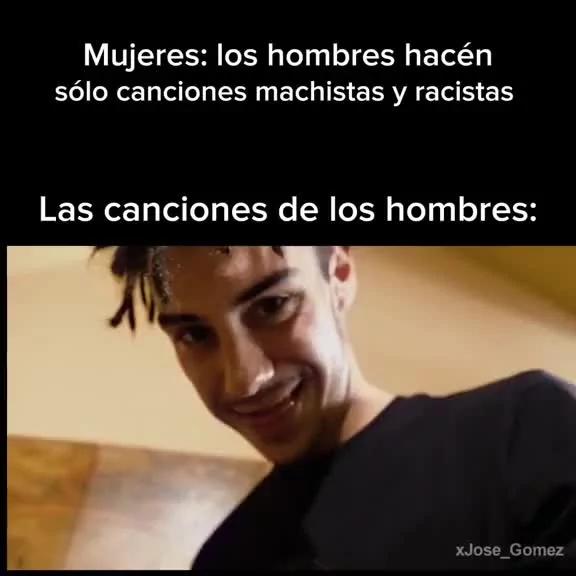 Mujeres: los hombres hacén
sólo canciones machistas y racistas
Las canciones de los hombres:
xJose_Gomez